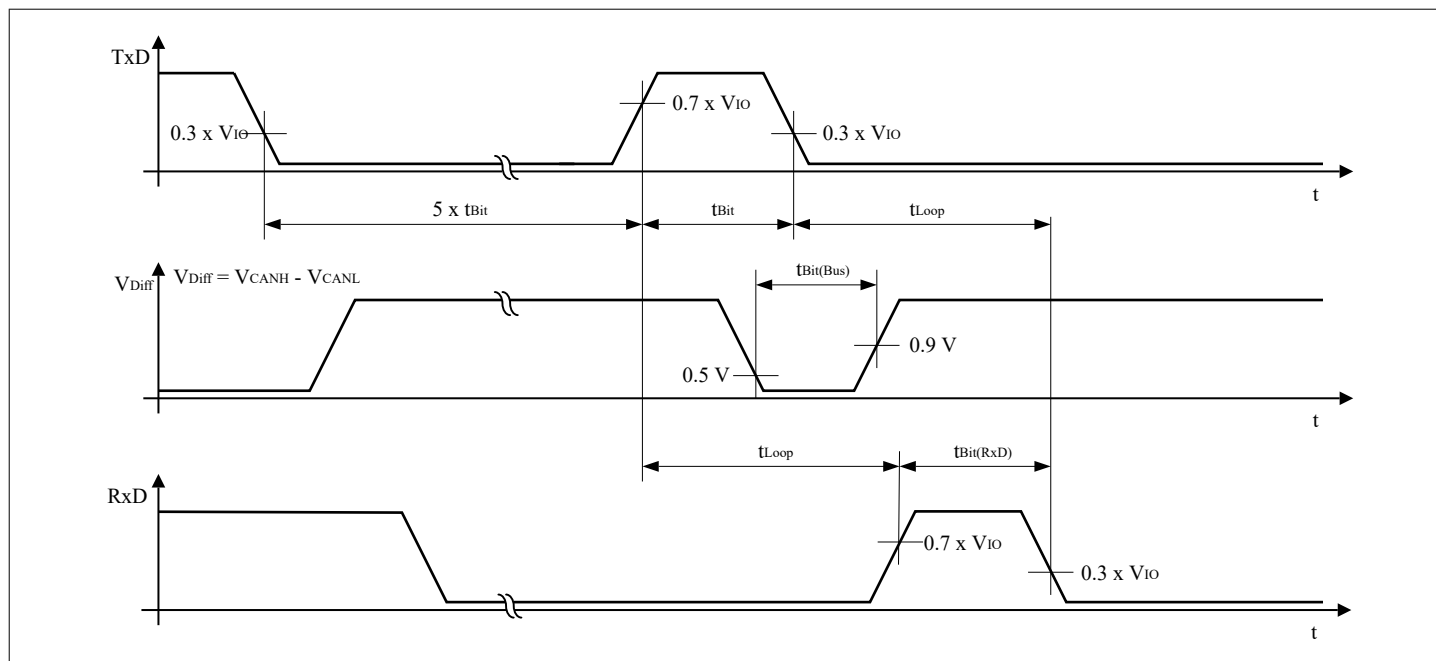 TxD
0.3 x VIO
0.7 x VIO
0.3 x VIO
t
5 x tBit
tBit
tLoop
VDiff
VDiff = VCANH - VCANL
tBit(Bus)
0.9 V
0.5 V
t
tLoop
tBit(RxD)
RxD
0.7 x VIO
0.3 x VIO
t